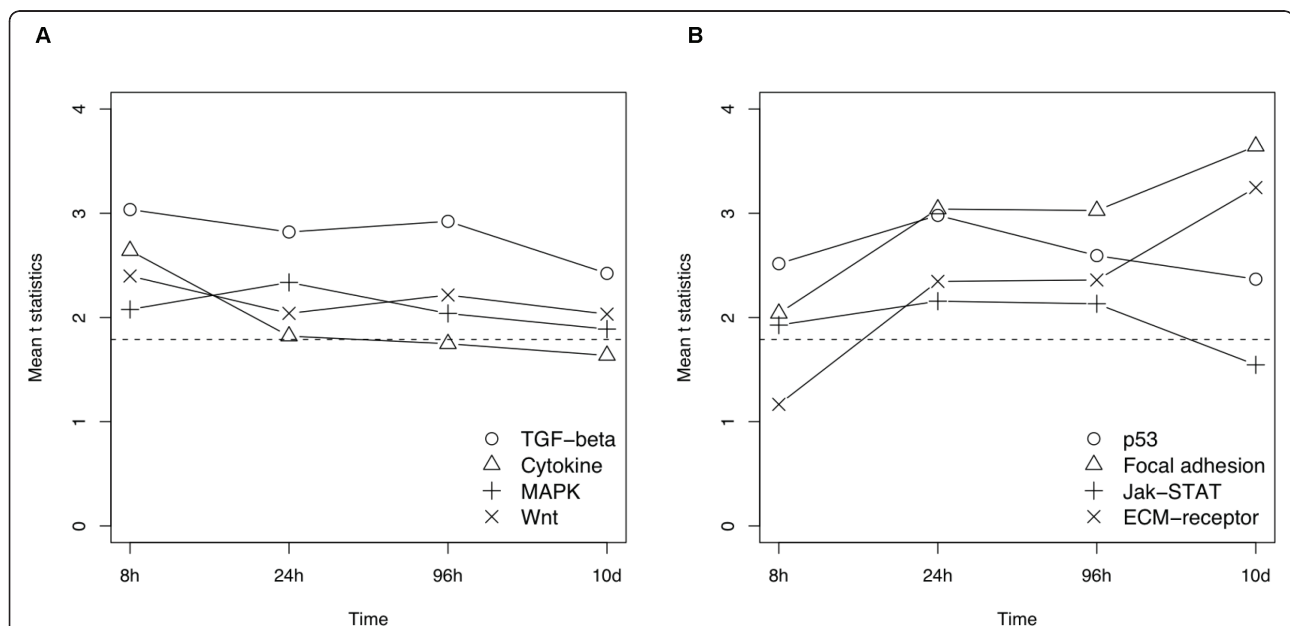 A
Mean t statistics
4
3
2
1
0
TGF−beta
Cytokine
MAPK
Wnt
8h
24h
96h
10d
Time
B
Mean t statistics
4
3
2
1
0
p53
Focal adhesion
Jak−STAT
ECM−receptor
8h
24h
96h
10d
Time